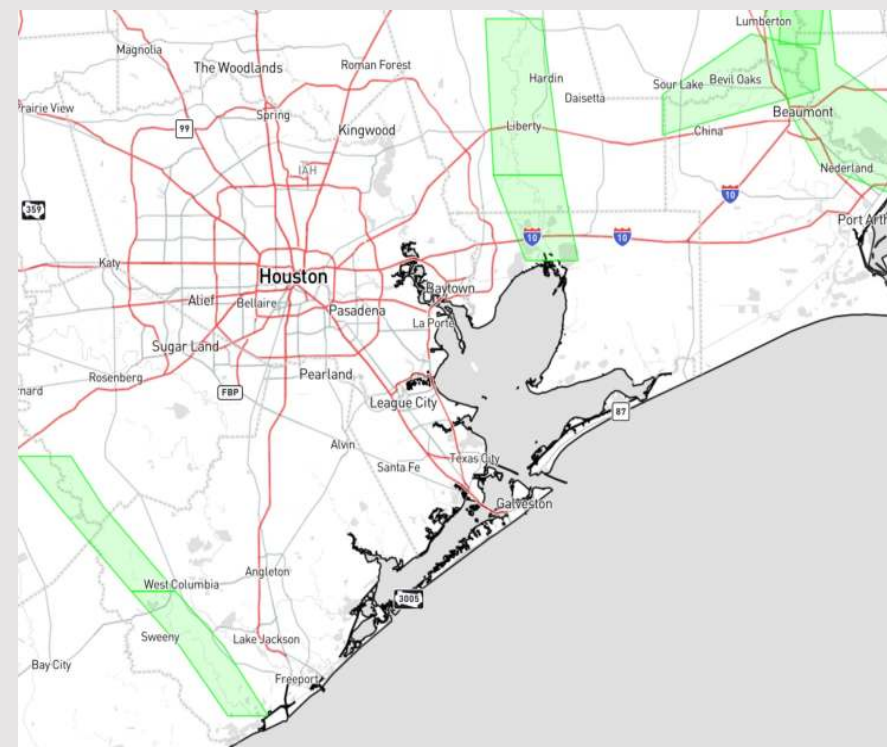 Lumberton
Magnolia
The Woodlands
Roman Forest
Hardin
Sour Lake
Bevil Oaks
Daisetta
Prairie View
Spring
Beaumont
99
Kingwood
Liberty
China
IAH
Nederland
10
359
Port Arth
10
10
Katy
Houston
Baytown
Alief
Bellaire
Pasadena
La Porte
Sugar Land
Rosenberg
Pearland
nard
FBP
League City
87
Alvin
Texas City
Santa Fe
Galveston
Angleton
West Columbia
3005
Sweeny
Lake Jackson
Bay City
Freeport